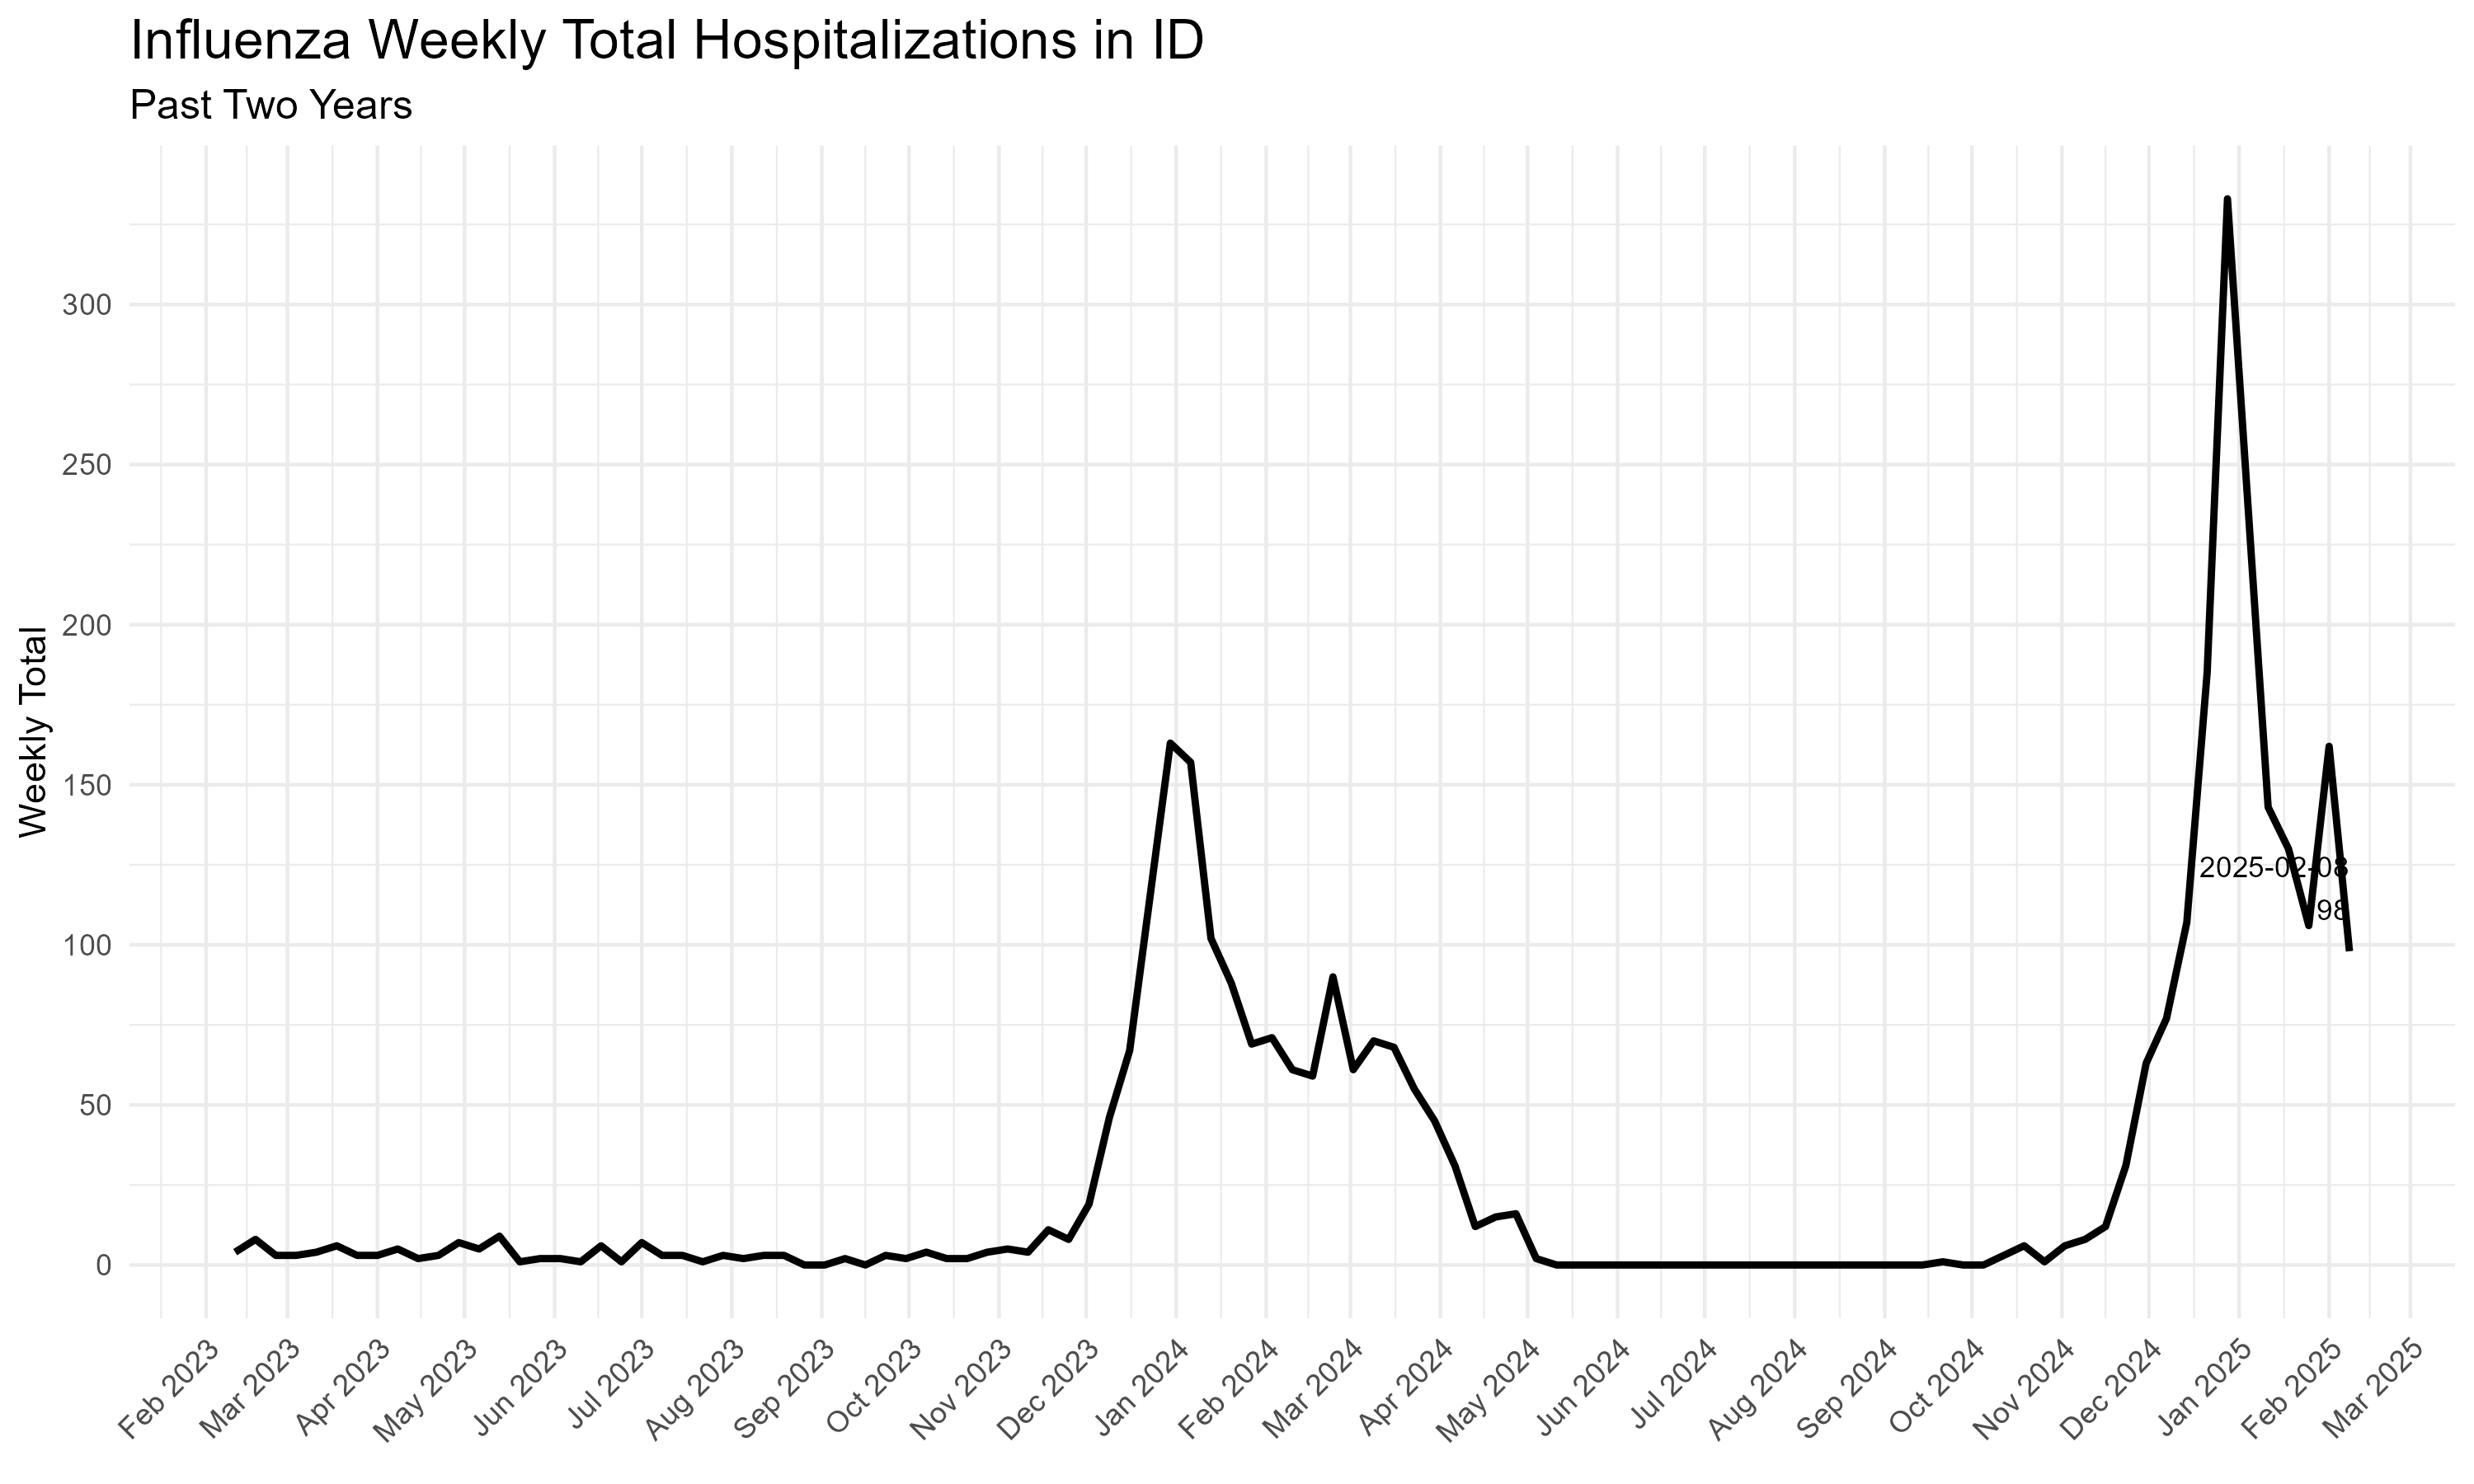 Influenza Weekly Total Hospitalizations in ID
Past Two Years
Weekly Total
300
250
200
150
100
50
0
2025-02-08
98
Feb 2023
Mar 2023
Apr 2023
May 2023
Jun 2023
Jul 2023
Aug 2023
Sep 2023
Oct 2023
Nov 2023
Dec 2023
Jan 2024
Feb 2024
Mar 2024
Apr 2024
May 2024
Jun 2024
Jul 2024
Aug 2024
Sep 2024
Oct 2024
Nov 2024
Dec 2024
Jan 2025
Feb 2025
Mar 2025